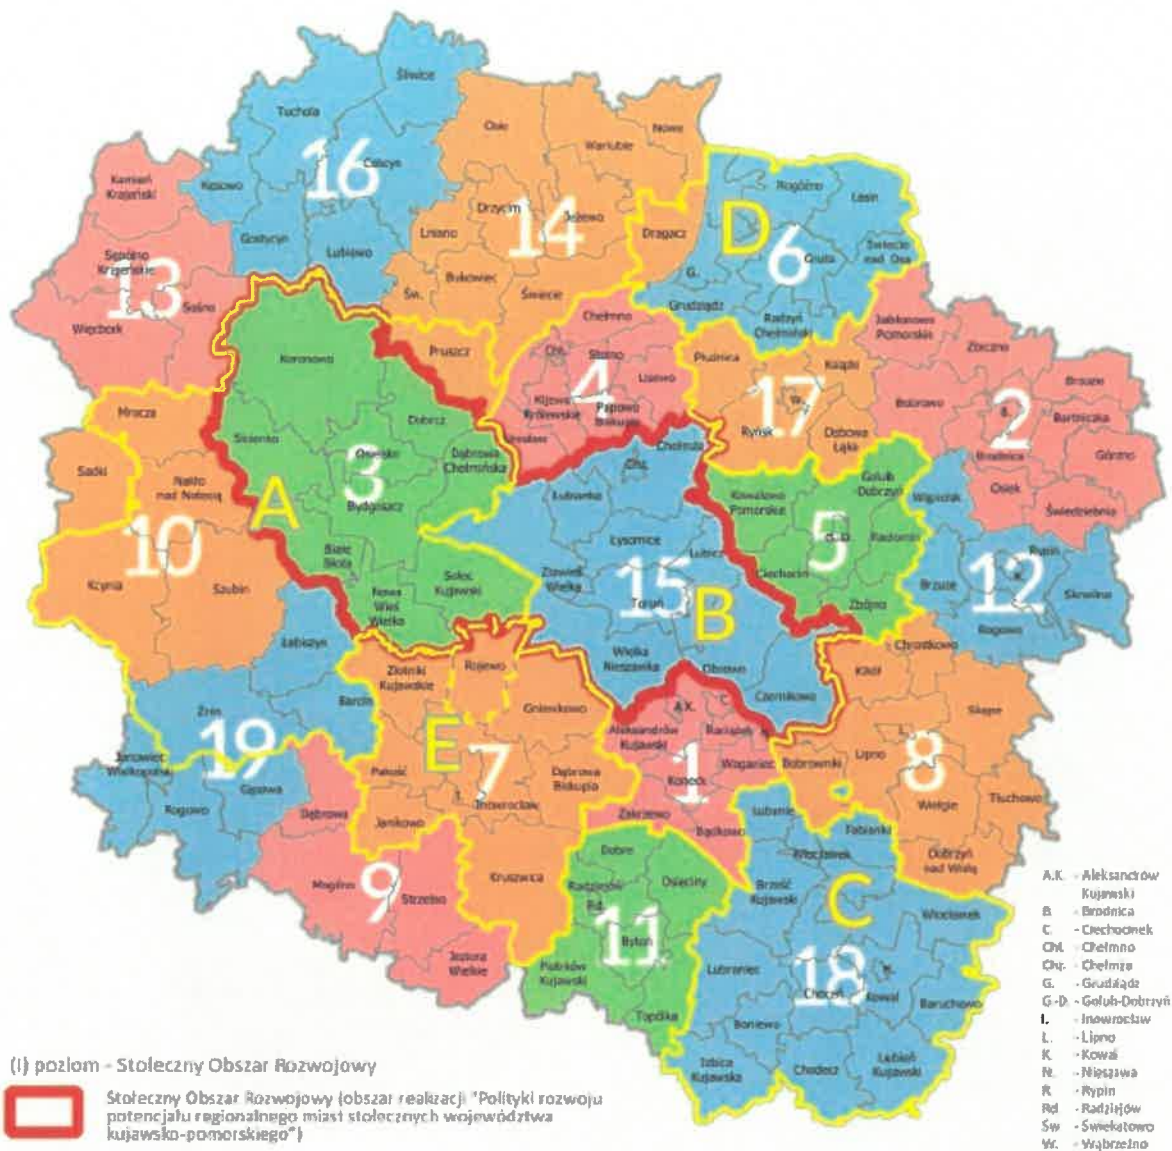 Śliwice
Tuchola
16
Cekcyn
Kęsowo
Gostycyn
Lubiewo
Osie
Nowe
Warlubie
Drzycim
Jeżewo
14
Lniano
Dragacz
Bukowiec
Św.
Świecie
Pruszcz
Kamień
Krajeński
Sępólno
Krajeńskie
13
Sośno
Więcbork
D
6
Rogóźno
Łasin
Gruta
Świecie
nad Osą
G.
Grudziądz
Radzyń
Chełmiński
Chełmno
Chł.
Stolno
4
Lisewo
Kijewo
Królewskie
Papowo
Biskupie
Unisław
Płużnica
Książki
17
W.
Ryńsk
Dębowa
Łąka
Jabłonowo
Pomorskie
Zbiczno
Brzozie
Bobrowo
B.
2
Bartniczka
Brodnica
Górzno
Osiek
Świedziebnia
Koronowo
Dobrcz
Sicienko
Osielsko
3
Dąbrowa
Chełmińska
A
Bydgoszcz
Białe
Błota
Nowa
Wieś
Wielka
Solec
Kujawski
Mrocza
Sadki
Nakło
nad Notecią
10
Kcynia
Szubin
Chełmża
Chż.
Łubianka
Łysomice
Lubicz
Zławieś
Wielka
15
Toruń
B
Wielka
Nieszawka
Obrowo
Czernikowo
Kowalewo
Pomorskie
Golub
Dobrzyń
G. D.
5
Radomin
Ciechocin
Zbójno
Wąpielsk
Rypin
12
R.
Brzuze
Skrwilno
Rogowo
Łabiszyn
Barcin
Żnin
19
Janowiec
Wielkopolski
Gąsawa
Rogowo
Złotniki
Kujawskie
Rojewo
Gniewkowo
E
7
Pakość
I.
Inowrocław
Dąbrowa
Biskupia
Janikowo
Kruszwica
A.K.
C.
Aleksandrów
Kujawski
Raciążek
Waganiec
1
Koneck
Zakrzewo
Bądkowo
Chrostkowo
Kikół
Skępe
L.
Lipno
8
Bobrowniki
Wielgie
Tłuchowo
Dobrzyń
nad Wisłą
Dąbrowa
Mogilno
9
Strzelno
Jeziora
Wielkie
Dobre
Radziejów
Rd.
Osięciny
11
Bytoń
Piotrków
Kujawski
Topólka
Lubanie
Fabianki
Włocławek
Brześć
Kujawski
C
Włocławek
Lubraniec
18
K.
Choceń
Kowal
Baruchowo
Boniewo
Izbica
Kujawska
Chodecz
Lubień
Kujawski
A.K. - Aleksandrów
Kujawski
B. - Brodnica
C. - Ciechocinek
Chł. - Chełmno
Chż. - Chełmża
G. - Grudziądz
G.-D. - Golub-Dobrzyń
I. - Inowrocław
L. - Lipno
K. - Kowal
N. - Nieszawa
R. - Rypin
Rd. - Radziejów
Św. - Świekatowo
W. - Wąbrzeźno
(I) poziom - Stołeczny Obszar Rozwojowy
Stołeczny Obszar Rozwojowy (obszar realizacji "Polityki rozwoju
potencjału regionalnego miast stołecznych województwa
kujawsko-pomorskiego")